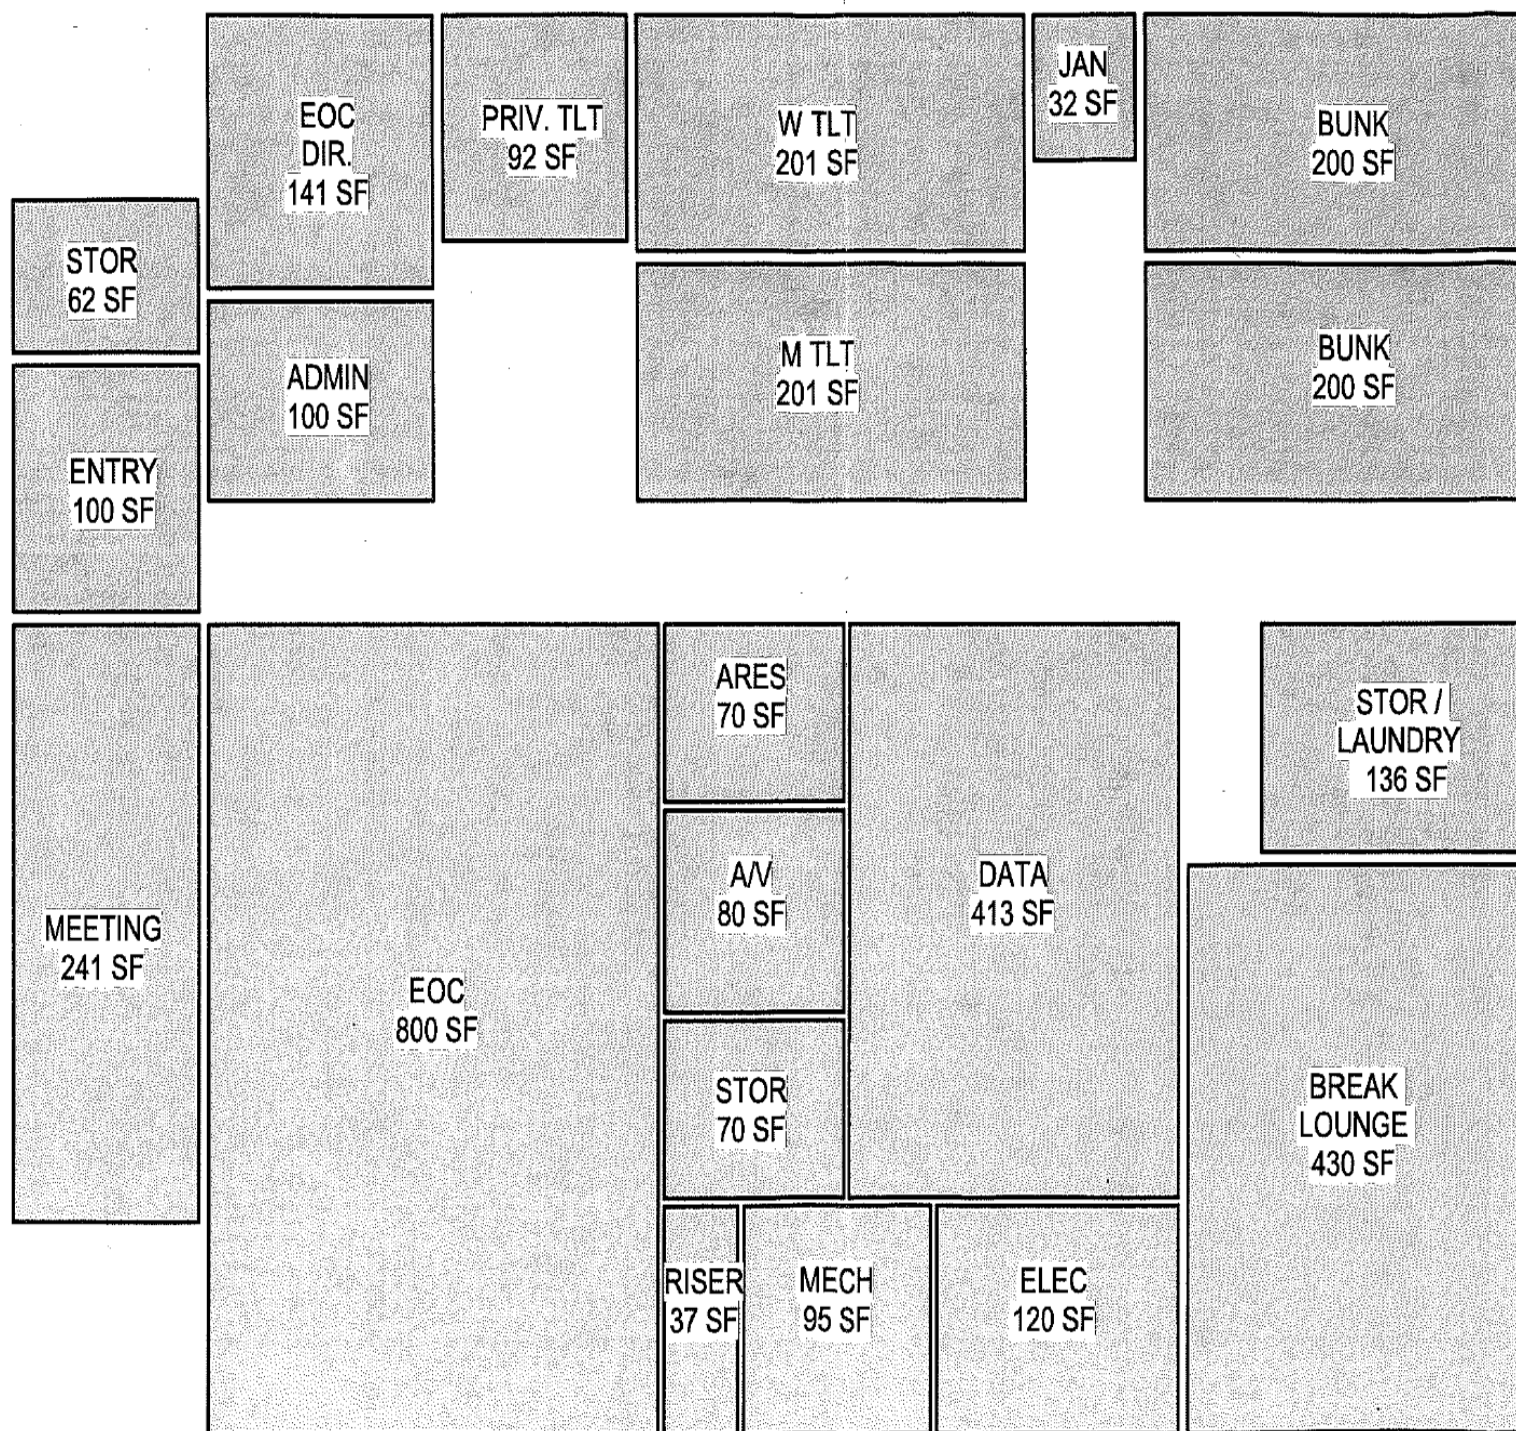 EOC
DIR.
141 SF
PRIV. TLT
92 SF
W TLT
201 SF
JAN
32 SF
BUNK
200 SF
STOR
62 SF
ADMIN
100 SF
M TLT
201 SF
BUNK
200 SF
ENTRY
100 SF
MEETING
241 SF
EOC
800 SF
ARES
70 SF
A/V
80 SF
STOR
70 SF
DATA
413 SF
STOR /
LAUNDRY
136 SF
BREAK
LOUNGE
430 SF
RISER
37 SF
MECH
95 SF
ELEC
120 SF